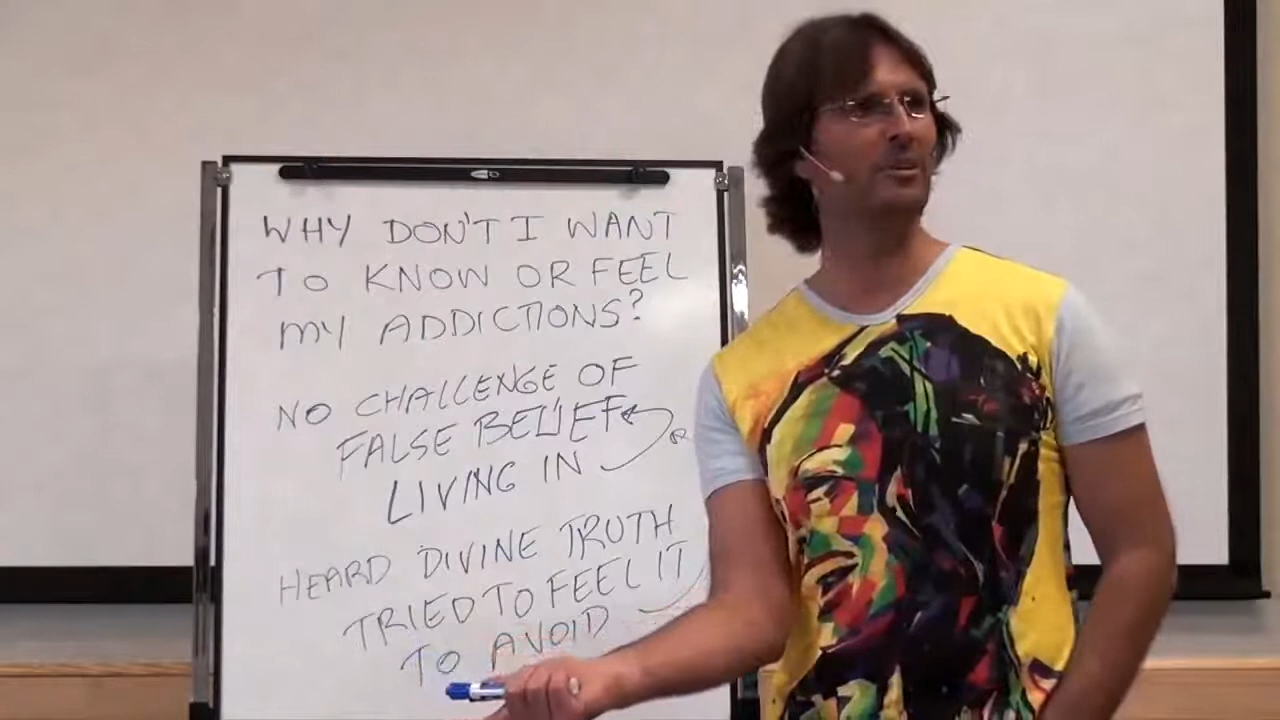 WHY DON'T I WANT
TO KNOW OR FEEL
MY ADDICTIONS?
NO CHALLENGE OF
FALSE BELIEF
LIVING IN
HEARD DIVINE TRUTH
TRIED TO FEEL IT
TO AVOID